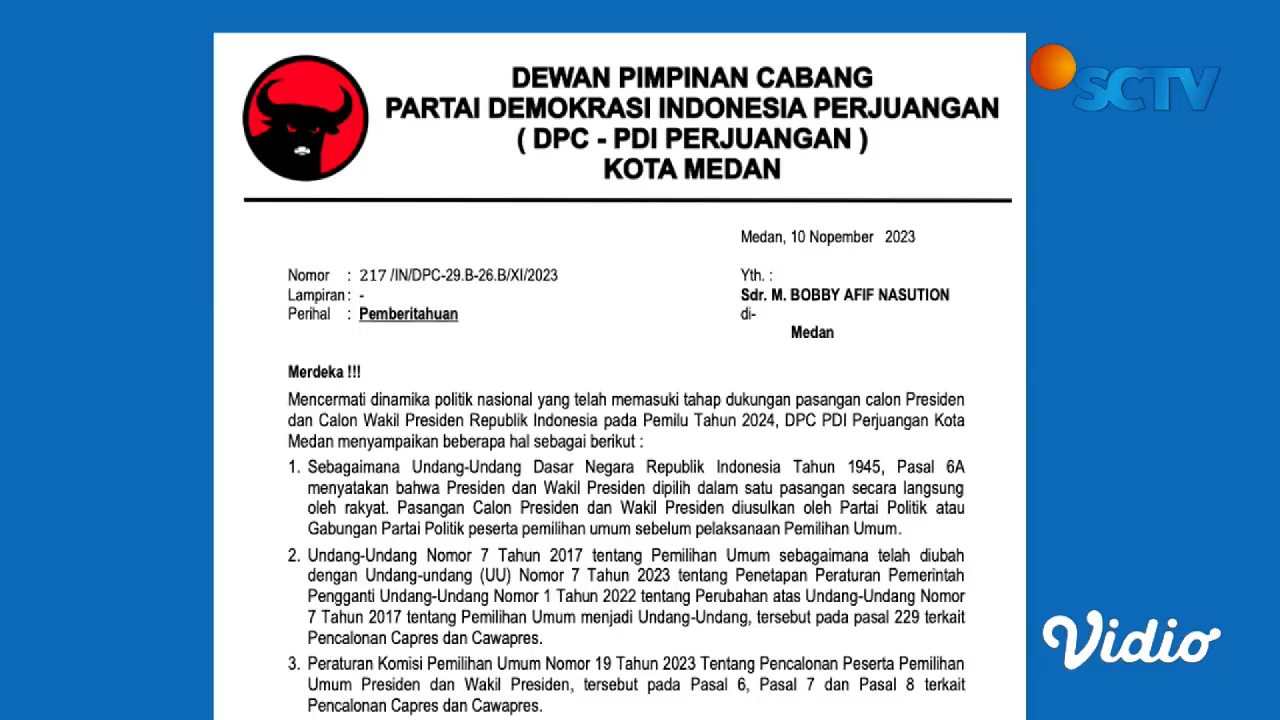 DEWAN PIMPINAN CABANG
PARTAI DEMOKRASI INDONESIA PERJUANGAN
( DPC - PDI PERJUANGAN )
KOTA MEDAN
SCTV
Medan, 10 Nopember 2023
Nomor : 217 /IN/DPC-29.B-26.B/XI/2023
Lampiran : -
Perihal : Pemberitahuan
Yth. :
Sdr. M. BOBBY AFIF NASUTION
di-
Medan
Merdeka !!!
Mencermati dinamika politik nasional yang telah memasuki tahap dukungan pasangan calon Presiden
dan Calon Wakil Presiden Republik Indonesia pada Pemilu Tahun 2024, DPC PDI Perjuangan Kota
Medan menyampaikan beberapa hal sebagai berikut :
1. Sebagaimana Undang-Undang Dasar Negara Republik Indonesia Tahun 1945, Pasal 6A
menyatakan bahwa Presiden dan Wakil Presiden dipilih dalam satu pasangan secara langsung
oleh rakyat. Pasangan Calon Presiden dan Wakil Presiden diusulkan oleh Partai Politik atau
Gabungan Partai Politik peserta pemilihan umum sebelum pelaksanaan Pemilihan Umum.
2. Undang-Undang Nomor 7 Tahun 2017 tentang Pemilihan Umum sebagaimana telah diubah
dengan Undang-undang (UU) Nomor 7 Tahun 2023 tentang Penetapan Peraturan Pemerintah
Pengganti Undang-Undang Nomor 1 Tahun 2022 tentang Perubahan atas Undang-Undang Nomor
7 Tahun 2017 tentang Pemilihan Umum menjadi Undang-Undang, tersebut pada pasal 229 terkait
Pencalonan Capres dan Cawapres.
3. Peraturan Komisi Pemilihan Umum Nomor 19 Tahun 2023 Tentang Pencalonan Peserta Pemilihan
Umum Presiden dan Wakil Presiden, tersebut pada Pasal 6, Pasal 7 dan Pasal 8 terkait
Pencalonan Capres dan Cawapres.
Vidio